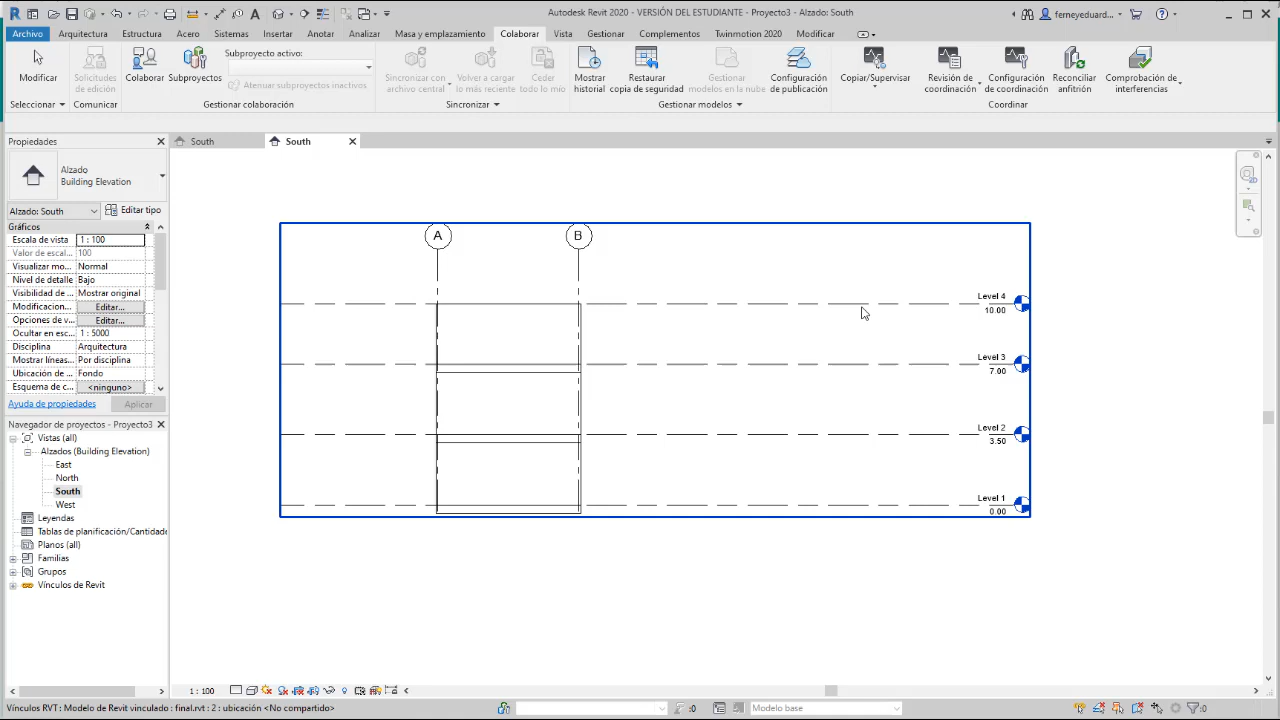 Autodesk Revit 2020 - VERSIÓN DEL ESTUDIANTE - Proyecto3 - Alzado: South
ferneyeduard...
Archivo Arquitectura Estructura Acero Sistemas Insertar Anotar Analizar Masa y emplazamiento Colaborar Vista Gestionar Complementos Twinmotion 2020 Modificar
Modificar
Solicitudes de edición
Colaborar
Subproyectos
Subproyecto activo:
Atenuar subproyectos inactivos
Sincronizar con archivo central
Volver a cargar lo más reciente
Ceder todo lo mío
Mostrar historial
Restaurar copia de seguridad
Gestionar modelos en la nube
Configuración de publicación
Copiar/Supervisar
Revisión de coordinación
Configuración de coordinación
Reconciliar anfitrión
Comprobación de interferencias
Seleccionar Comunicar Gestionar colaboración Sincronizar Gestionar modelos Coordinar
Propiedades
South
South
Alzado
Building Elevation
Alzado: South
Editar tipo
Gráficos
Escala de vista 1 : 100
Valor de escal... 100
Visualizar mo... Normal
Nivel de detalle Bajo
Visibilidad de ... Mostrar original
Modificacion... Editar...
Opciones de v... Editar...
Ocultar en esc... 1 : 5000
Disciplina Arquitectura
Mostrar líneas... Por disciplina
Ubicación de ... Fondo
Esquema de c... <ninguno>
Ayuda de propiedades Aplicar
Navegador de proyectos - Proyecto3
Vistas (all)
Alzados (Building Elevation)
East
North
South
West
Leyendas
Tablas de planificación/Cantidade
Planos (all)
Familias
Grupos
Vínculos de Revit
A B
Level 4
10.00
Level 3
7.00
Level 2
3.50
Level 1
0.00
1 : 100
Vínculos RVT : Modelo de Revit vinculado : final.rvt : 2 : ubicación <No compartido>
:0
Modelo base
:0